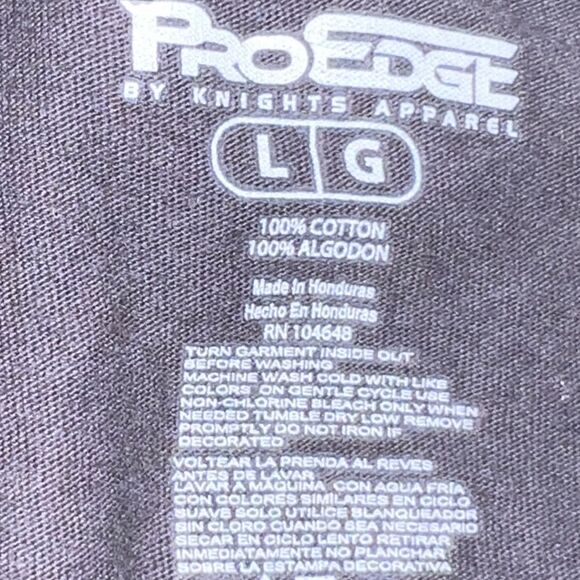 PROEDGE
BY KNIGHTS APPAREL
L G
100% COTTON
100% ALGODON
Made In Honduras
Hecho En Honduras
RN 104648
TURN GARMENT INSIDE OUT
BEFORE WASHING
MACHINE WASH COLD WITH LIKE
COLORS ON GENTLE CYCLE USE
NON-CHLORINE BLEACH ONLY WHEN
NEEDED TUMBLE DRY LOW REMOVE
PROMPTLY DO NOT IRON IF
DECORATED
VOLTEAR LA PRENDA AL REVES
ANTES DE LAVAR
LAVAR A MAQUINA CON AGUA FRÍA
CON COLORES SIMILARES EN CICLO
SUAVE SOLO UTILICE BLANQUEADOR
SIN CLORO CUANDO SEA NECESARIO
SECAR EN CICLO LENTO RETIRAR
INMEDIATAMENTE NO PLANCHAR
SOBRE LA ESTAMPA DECORATIVA